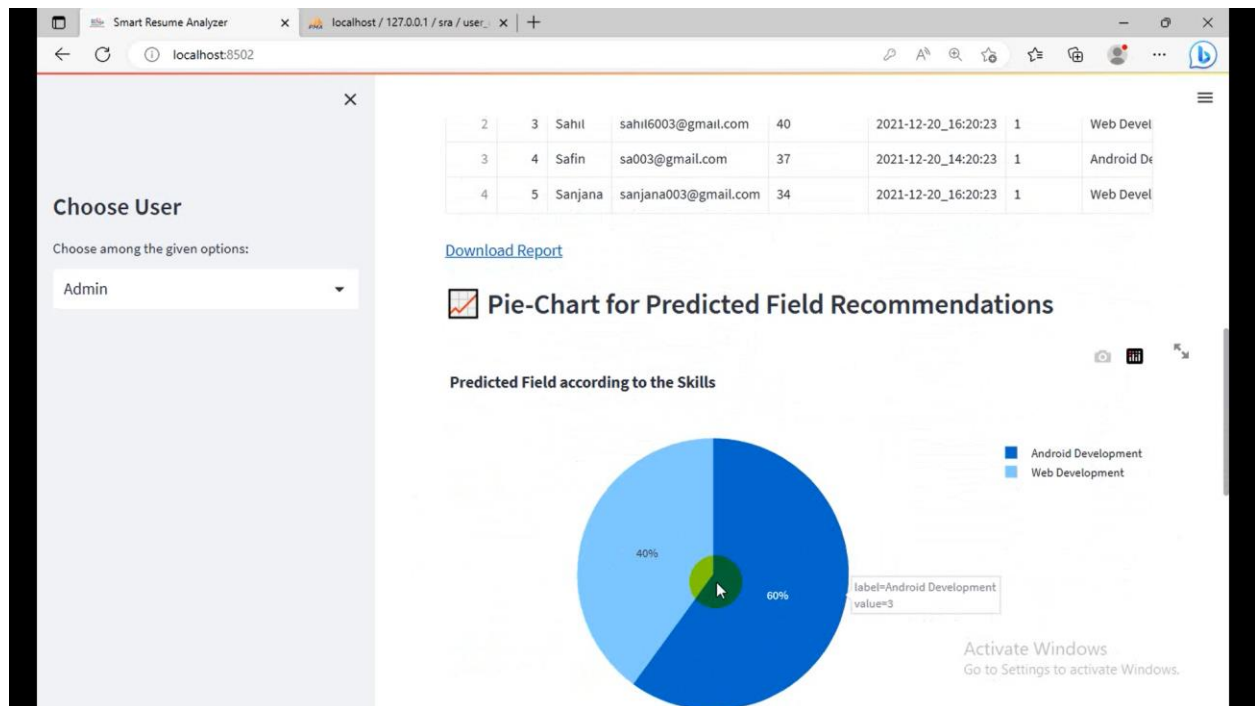 Smart Resume Analyzer
localhost / 127.0.0.1 / sra / user_
localhost:8502
2 3 Sahil sahil6003@gmail.com 40 2021-12-20_16:20:23 1 Web Devel
Choose User
3 4 Safin sa003@gmail.com 37 2021-12-20_14:20:23 1 Android De
4 5 Sanjana sanjana003@gmail.com 34 2021-12-20_16:20:23 1 Web Devel
Choose among the given options:
Admin
Download Report
Pie-Chart for Predicted Field Recommendations
Predicted Field according to the Skills
Android Development
Web Development
40%
60%
label=Android Development
value=3
Activate Windows
Go to Settings to activate Windows.